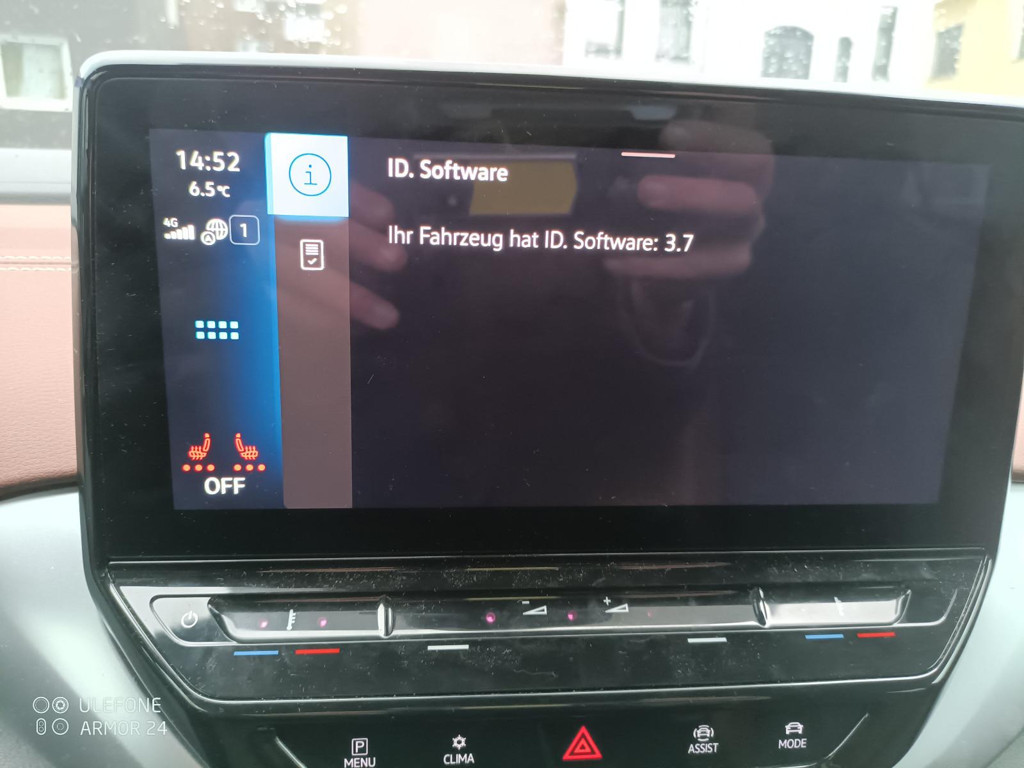 14:52
6.5°C
4G
1
ID. Software
Ihr Fahrzeug hat ID. Software: 3.7
OFF
P
MENU
CLIMA
ASSIST
MODE
ULEFONE
ARMOR 24